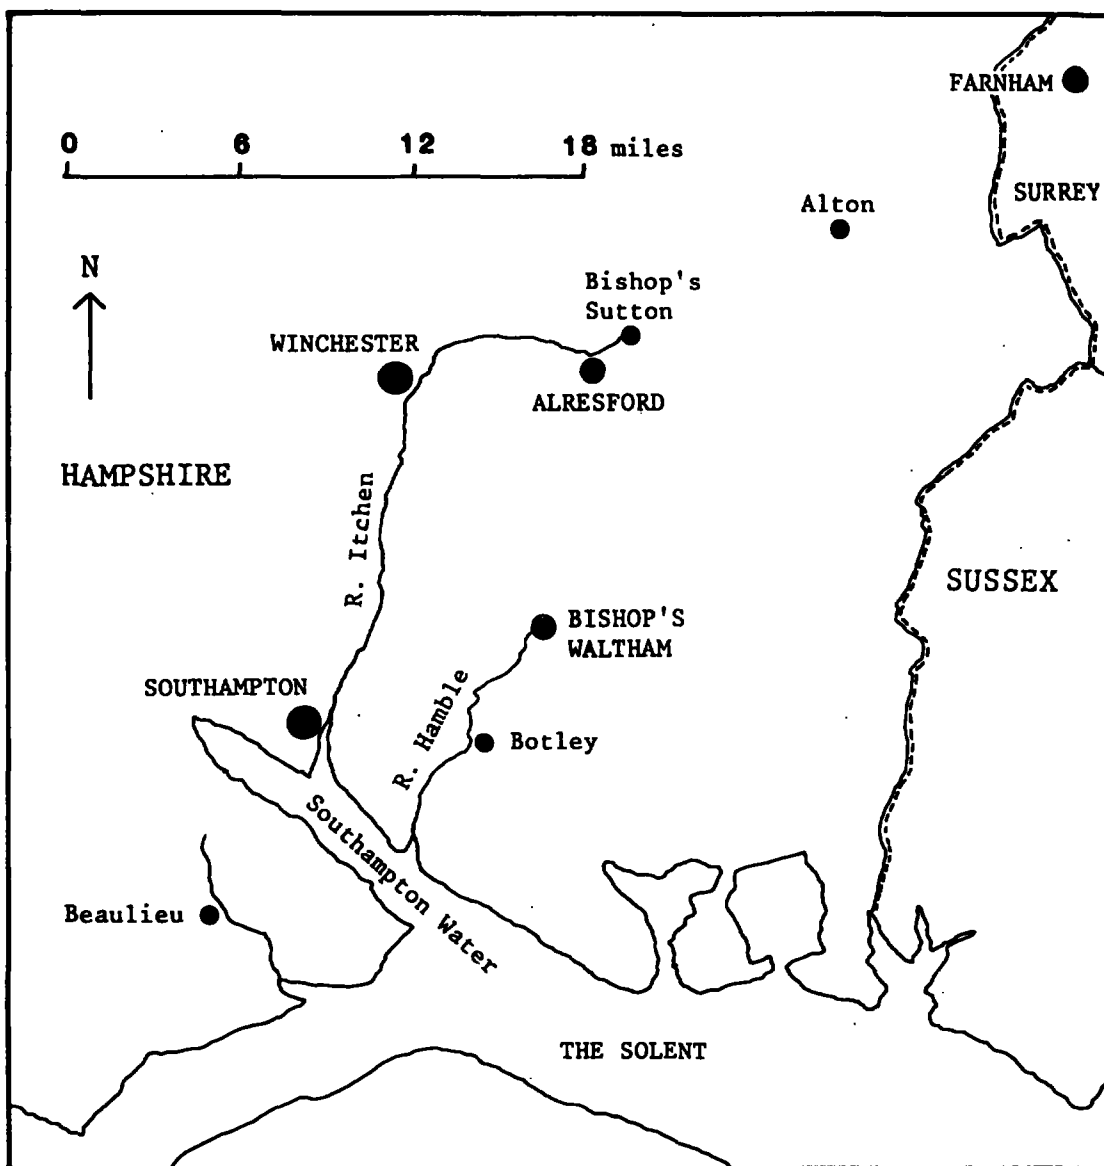 FARNHAM
0 6 12 18 miles
SURREY
Alton
N
Bishop's
Sutton
WINCHESTER
ALRESFORD
HAMPSHIRE
R. Itchen
SUSSEX
BISHOP'S
WALTHAM
SOUTHAMPTON
R. Hamble
Botley
Southampton Water
Beaulieu
THE SOLENT